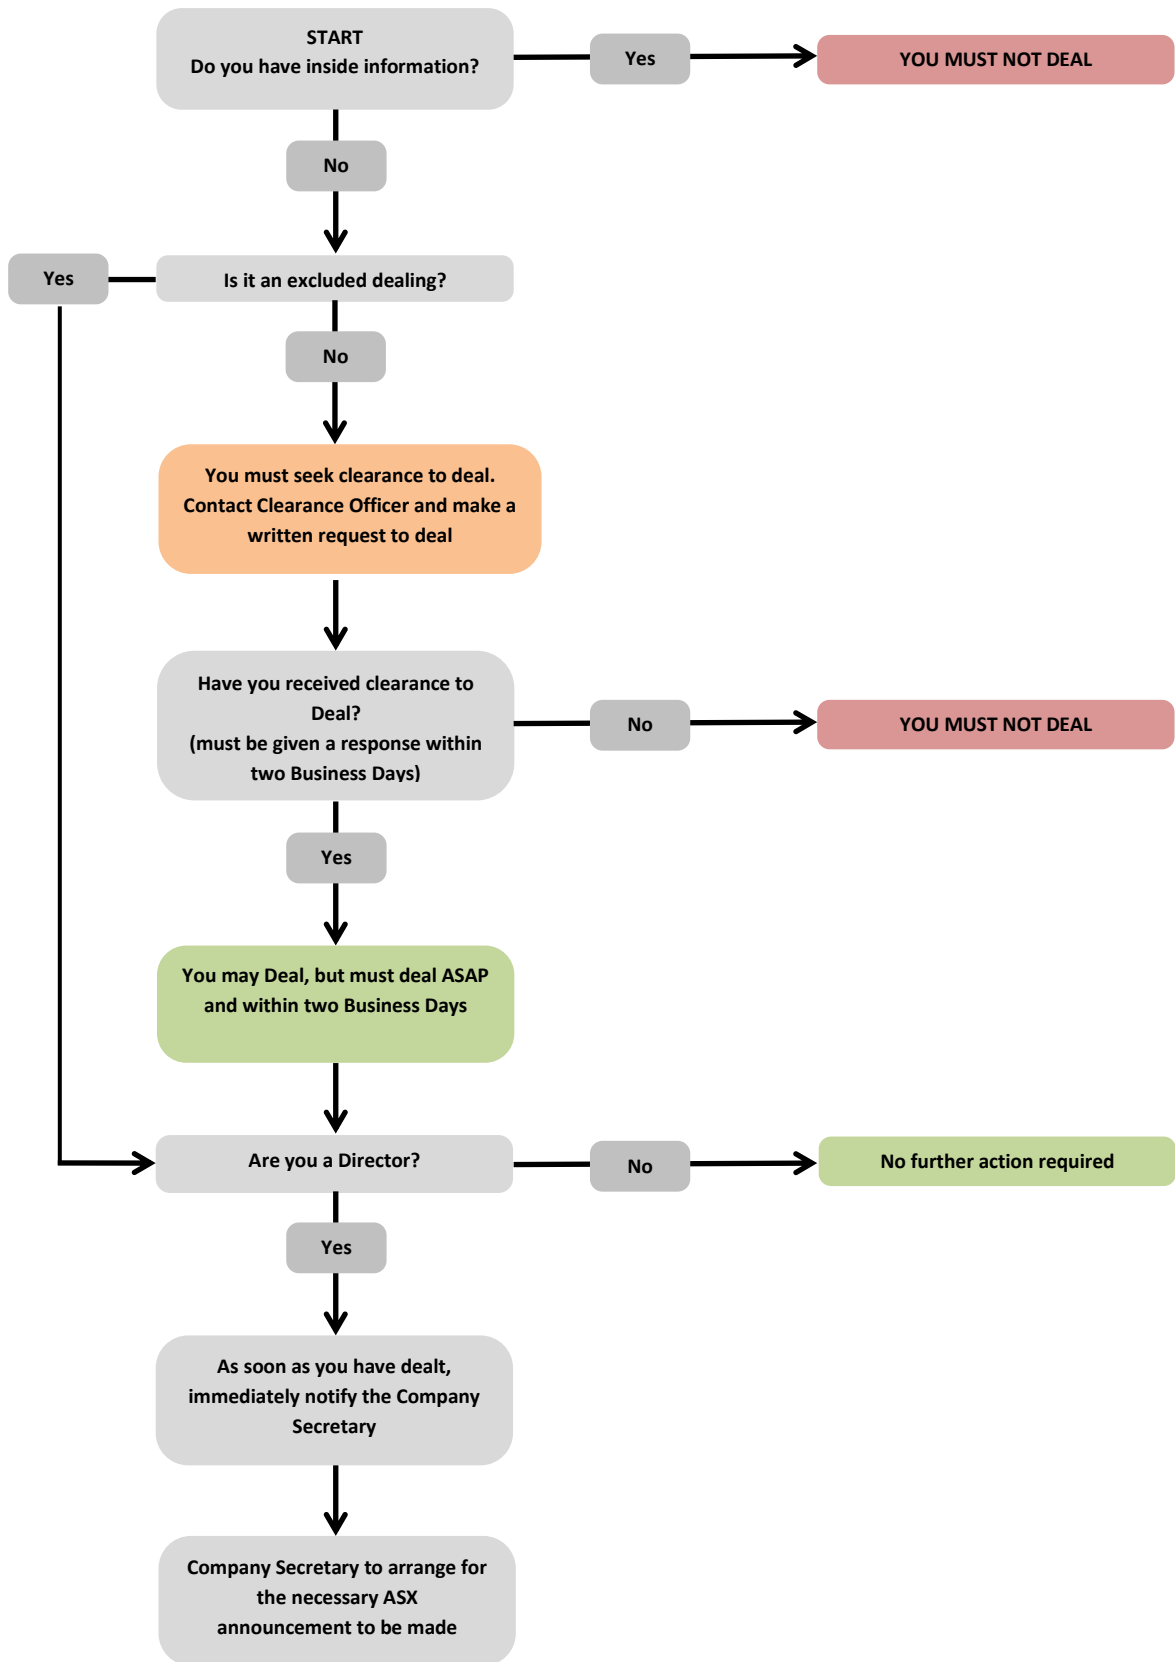 START
Do you have inside information?
Yes
YOU MUST NOT DEAL
No
Yes
Is it an excluded dealing?
No
You must seek clearance to deal.
Contact Clearance Officer and make a
written request to deal
Have you received clearance to
Deal?
(must be given a response within
two Business Days)
No
YOU MUST NOT DEAL
Yes
You may Deal, but must deal ASAP
and within two Business Days
Are you a Director?
No
No further action required
Yes
As soon as you have dealt,
immediately notify the Company
Secretary
Company Secretary to arrange for
the necessary ASX
announcement to be made